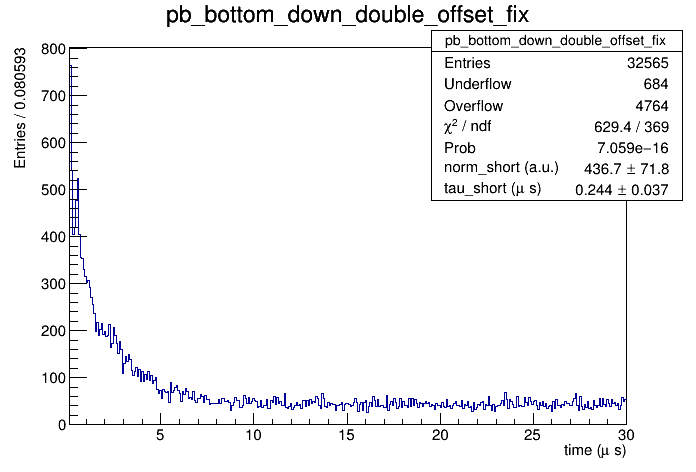 pb_bottom_down_double_offset_fix
pb_bottom_down_double_offset_fix
Entries 32565
Underflow 684
Overflow 4764
χ² / ndf 629.4 / 369
Prob 7.059e−16
norm_short (a.u.) 436.7 ± 71.8
tau_short (μ s) 0.244 ± 0.037
Entries / 0.080593
800
700
600
500
400
300
200
100
0
5 10 15 20 25 30
time (μ s)